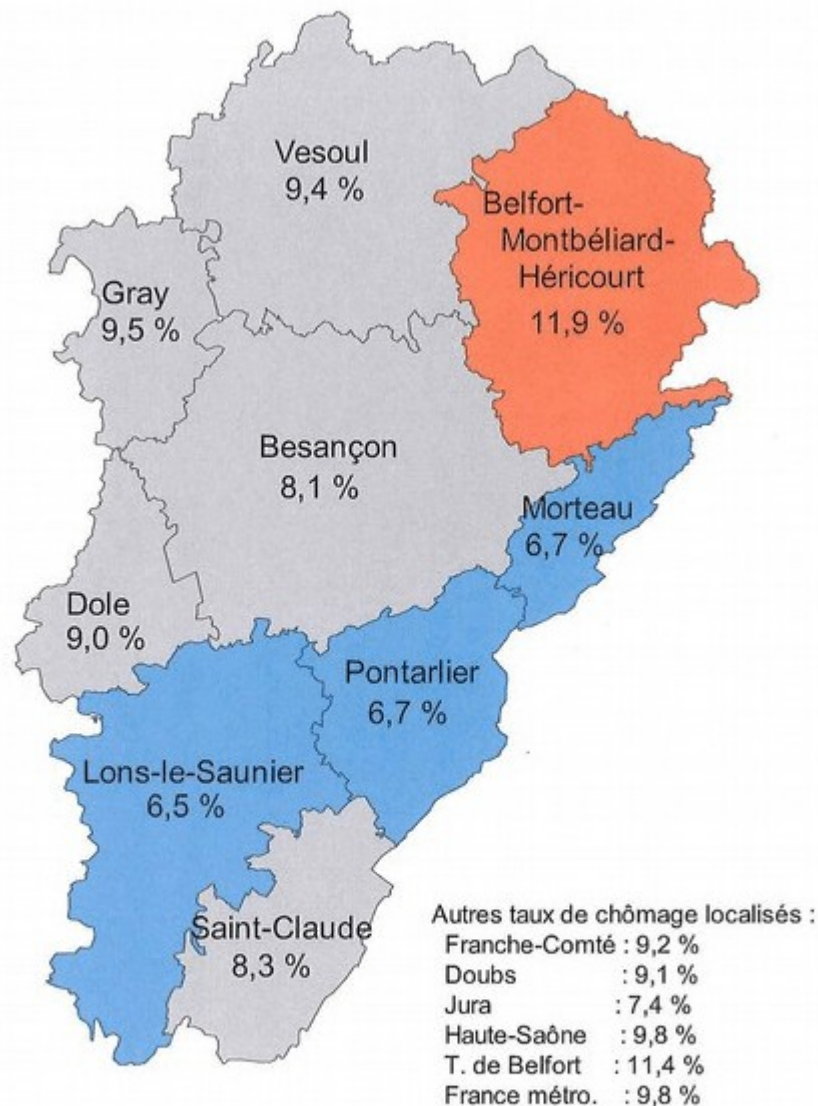 Vesoul
9,4 %
Belfort-
Montbéliard-
Héricourt
11,9 %
Gray
9,5 %
Besançon
8,1 %
Morteau
6,7 %
Dole
9,0 %
Pontarlier
6,7 %
Lons-le-Saunier
6,5 %
Saint-Claude
8,3 %
Autres taux de chômage localisés :
Franche-Comté : 9,2 %
Doubs : 9,1 %
Jura : 7,4 %
Haute-Saône : 9,8 %
T. de Belfort : 11,4 %
France métro. : 9,8 %